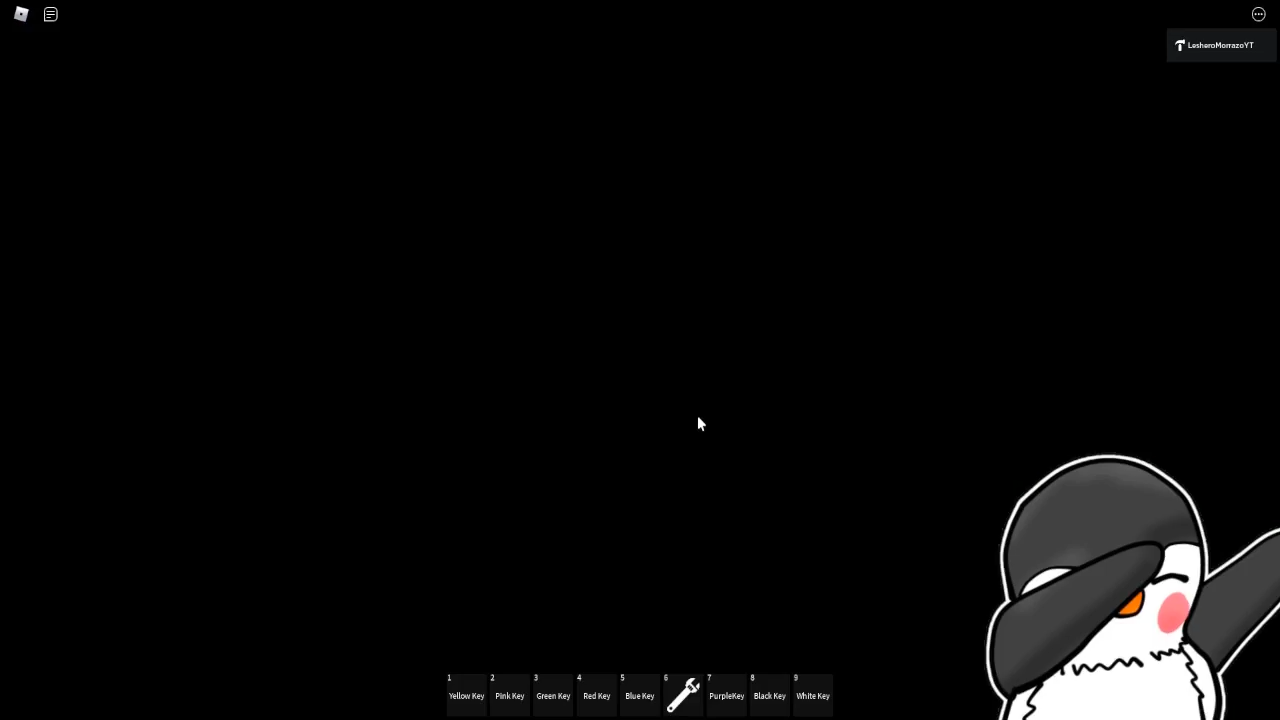 LesheroMorrazoYT
1 2 3 4 5 6 7 8 9
Yellow Key Pink Key Green Key Red Key Blue Key PurpleKey Black Key White Key